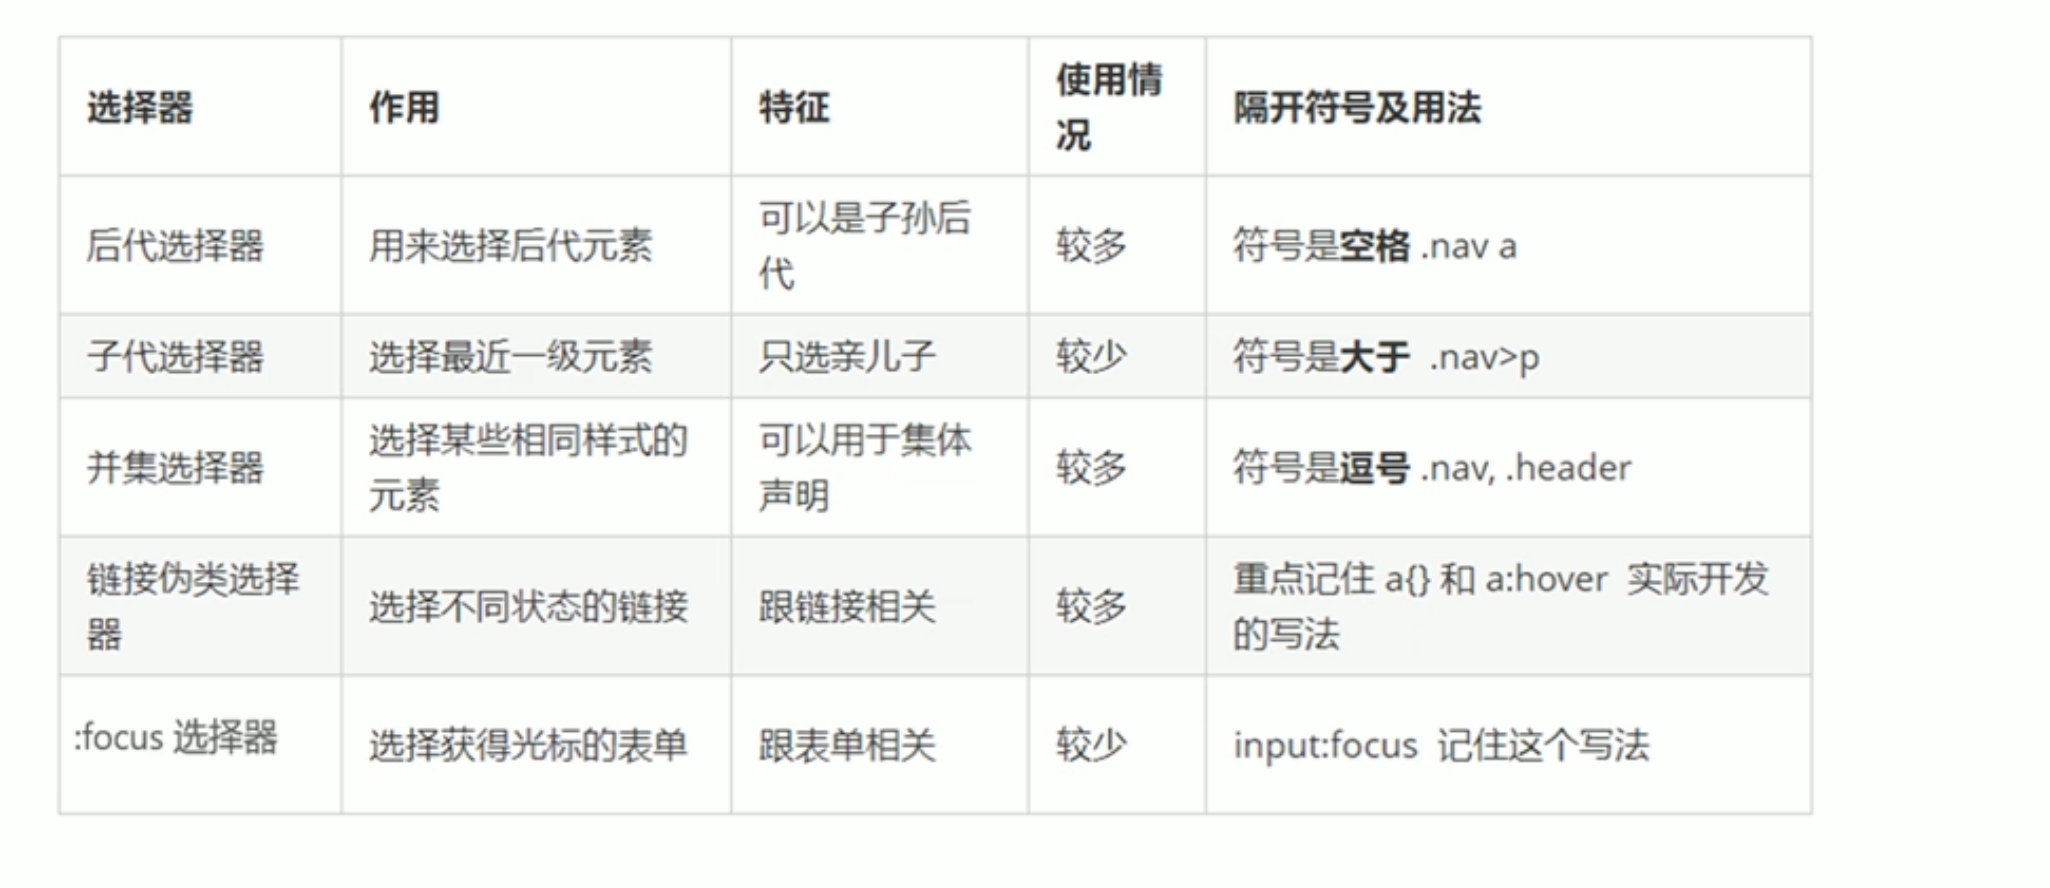 选择器 作用 特征 使用情况 隔开符号及用法
后代选择器 用来选择后代元素 可以是子孙后代 较多 符号是空格 .nav a
子代选择器 选择最近一级元素 只选亲儿子 较少 符号是大于 .nav>p
并集选择器 选择某些相同样式的元素 可以用于集体声明 较多 符号是逗号 .nav, .header
链接伪类选择器 选择不同状态的链接 跟链接相关 较多 重点记住 a{} 和 a:hover 实际开发的写法
:focus 选择器 选择获得光标的表单 跟表单相关 较少 input:focus 记住这个写法